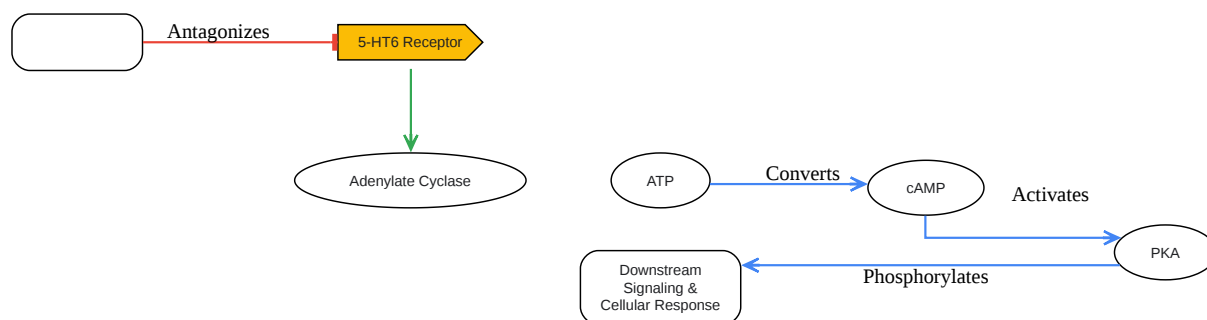 Antagonizes
5-HT6 Receptor
Adenylate Cyclase
ATP
Converts
cAMP
Activates
PKA
Phosphorylates
Downstream
Signaling &
Cellular Response